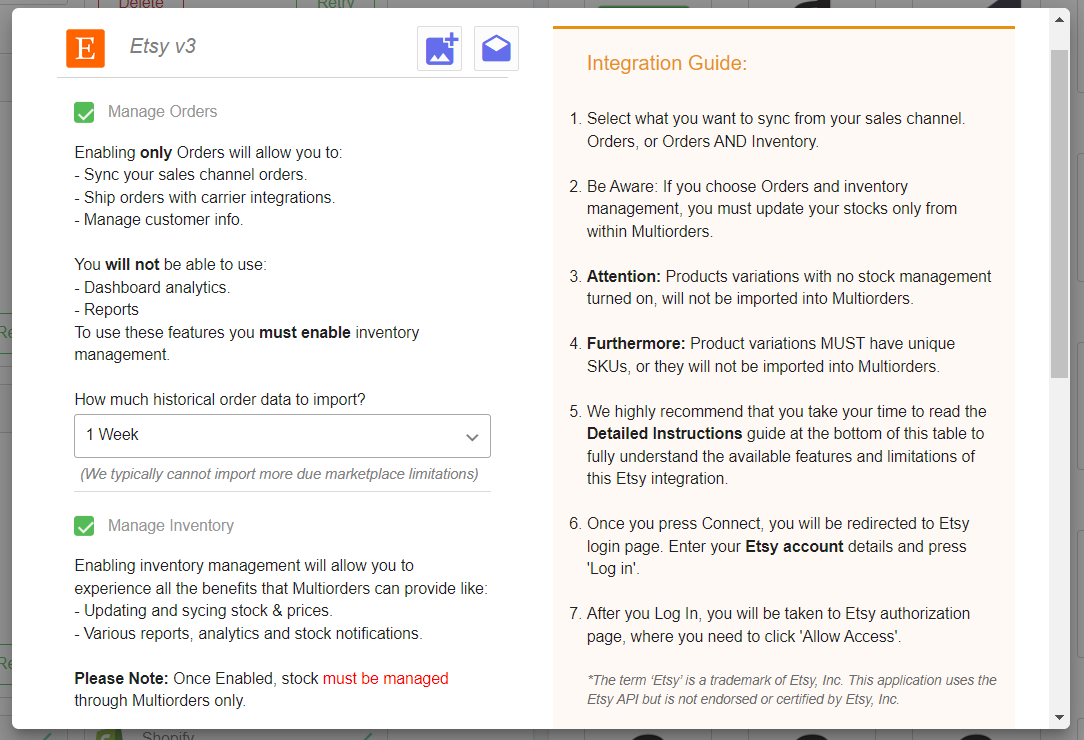 Delete
Retry
E
Etsy v3
Manage Orders
Enabling only Orders will allow you to:
- Sync your sales channel orders.
- Ship orders with carrier integrations.
- Manage customer info.
You will not be able to use:
- Dashboard analytics.
- Reports
To use these features you must enable inventory
management.
How much historical order data to import?
1 Week
(We typically cannot import more due marketplace limitations)
Manage Inventory
Enabling inventory management will allow you to
experience all the benefits that Multiorders can provide like:
- Updating and sycing stock & prices.
- Various reports, analytics and stock notifications.
Please Note: Once Enabled, stock must be managed
through Multiorders only.
Integration Guide:
1. Select what you want to sync from your sales channel.
Orders, or Orders AND Inventory.
2. Be Aware: If you choose Orders and inventory
management, you must update your stocks only from
within Multiorders.
3. Attention: Products variations with no stock management
turned on, will not be imported into Multiorders.
4. Furthermore: Product variations MUST have unique
SKUs, or they will not be imported into Multiorders.
5. We highly recommend that you take your time to read the
Detailed Instructions guide at the bottom of this table to
fully understand the available features and limitations of
this Etsy integration.
6. Once you press Connect, you will be redirected to Etsy
login page. Enter your Etsy account details and press
'Log in'.
7. After you Log In, you will be taken to Etsy authorization
page, where you need to click 'Allow Access'.
*The term ‘Etsy’ is a trademark of Etsy, Inc. This application uses the
Etsy API but is not endorsed or certified by Etsy, Inc.
Shopify